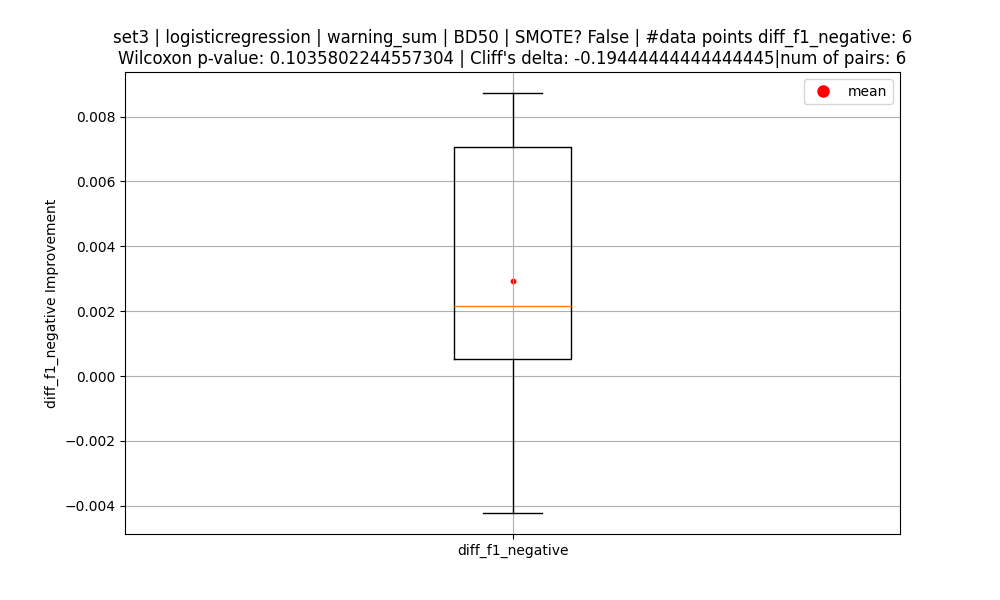 set3 | logisticregression | warning_sum | BD50 | SMOTE? False | #data points diff_f1_negative: 6
Wilcoxon p-value: 0.1035802244557304 | Cliff's delta: -0.19444444444444445|num of pairs: 6
mean
0.008
0.006
0.004
0.002
0.000
−0.002
−0.004
diff_f1_negative Improvement
diff_f1_negative